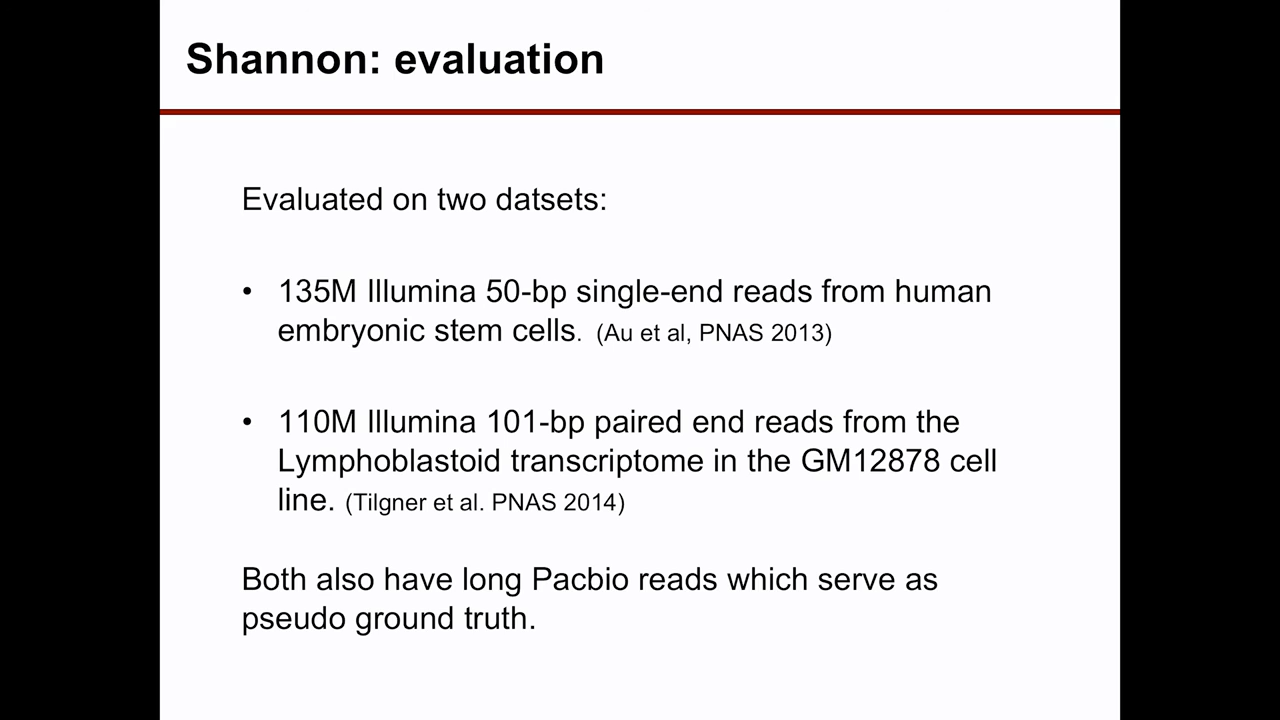 Shannon: evaluation
Evaluated on two datsets:
• 135M Illumina 50-bp single-end reads from human
embryonic stem cells. (Au et al, PNAS 2013)
• 110M Illumina 101-bp paired end reads from the
Lymphoblastoid transcriptome in the GM12878 cell
line. (Tilgner et al. PNAS 2014)
Both also have long Pacbio reads which serve as
pseudo ground truth.